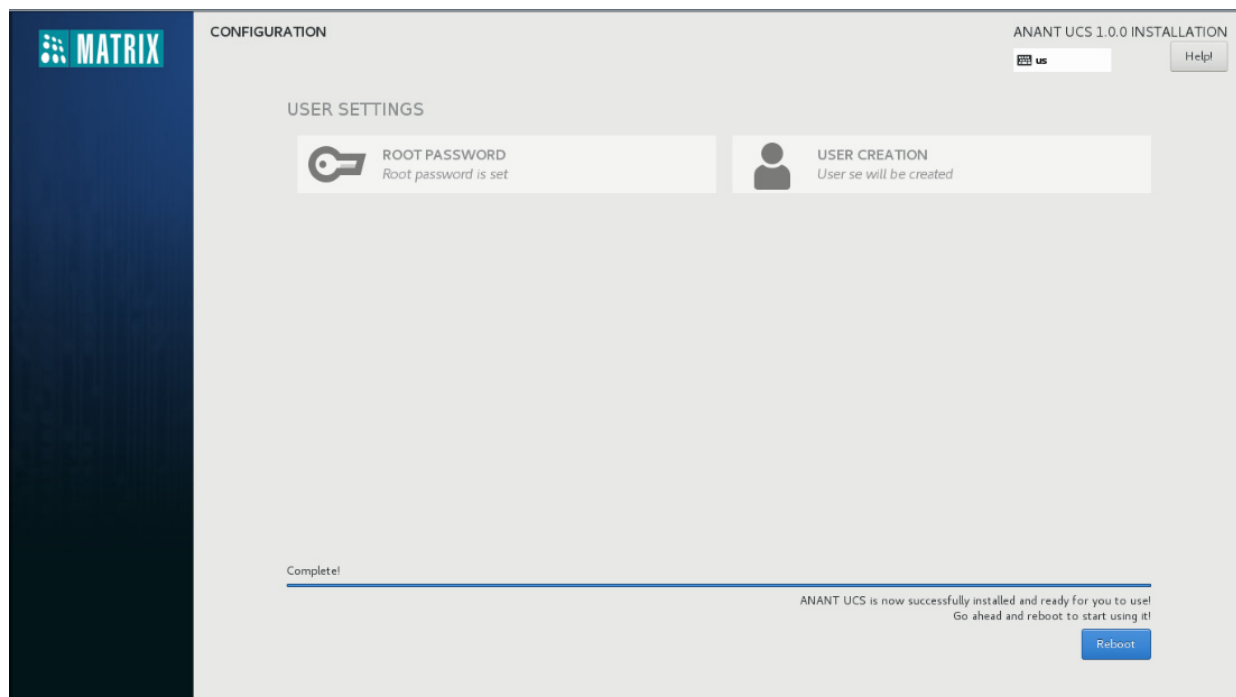 MATRIX
CONFIGURATION
ANANT UCS 1.0.0 INSTALLATION
us
Help!
USER SETTINGS
ROOT PASSWORD
Root password is set
USER CREATION
User se will be created
Complete!
ANANT UCS is now successfully installed and ready for you to use!
Go ahead and reboot to start using it!
Reboot